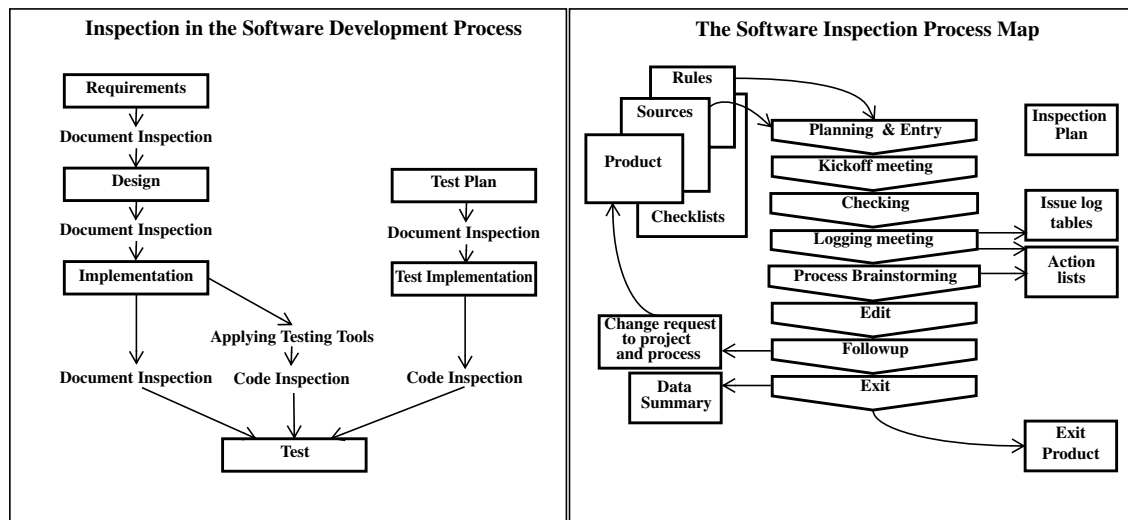 Inspection in the Software Development Process
Requirements
Document Inspection
Design
Document Inspection
Implementation
Test Plan
Document Inspection
Test Implementation
Applying Testing Tools
Document Inspection
Code Inspection
Code Inspection
Test
The Software Inspection Process Map
Rules
Sources
Product
Checklists
Planning & Entry
Kickoff meeting
Checking
Logging meeting
Process Brainstorming
Edit
Followup
Exit
Inspection
Plan
Issue log
tables
Action
lists
Change request
to project
and process
Data
Summary
Exit
Product